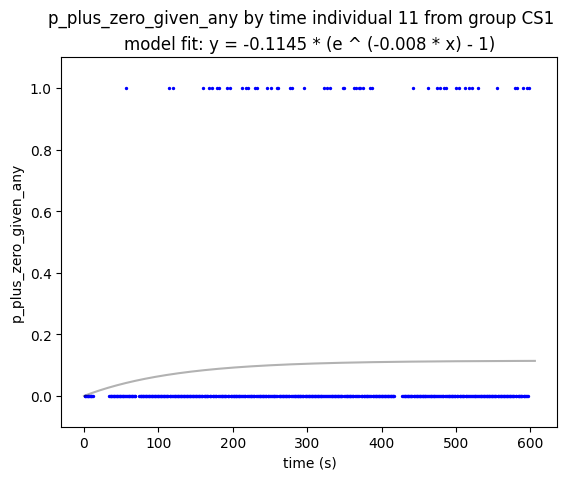 p_plus_zero_given_any by time individual 11 from group CS1
model fit: y = -0.1145 * (e ^ (-0.008 * x) - 1)
p_plus_zero_given_any
1.0
0.8
0.6
0.4
0.2
0.0
0 100 200 300 400 500 600
time (s)